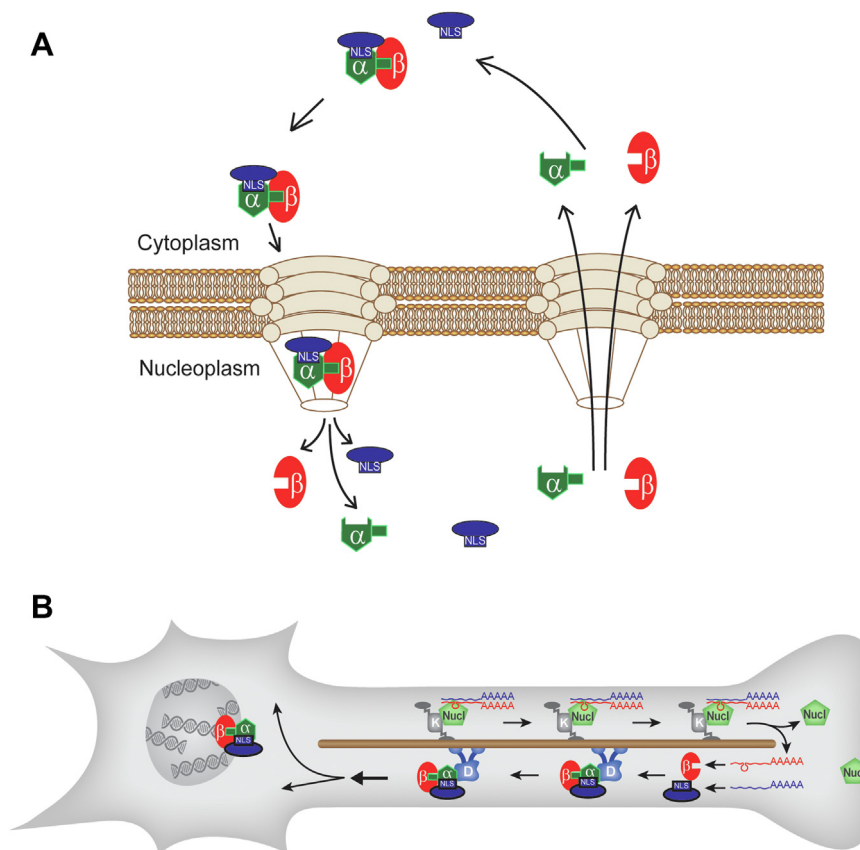 A
NLS
NLS
α
β
NLS
α
β
α
β
Cytoplasm
Nucleoplasm
NLS
α
β
β
NLS
α
NLS
α
β
B
AAAAA
AAAAA
K
Nucl
AAAAA
AAAAA
K
Nucl
AAAAA
AAAAA
K
Nucl
Nucl
β
α
NLS
β
α
NLS
D
β
α
NLS
D
β
NLS
AAAAA
AAAAA
Nucl